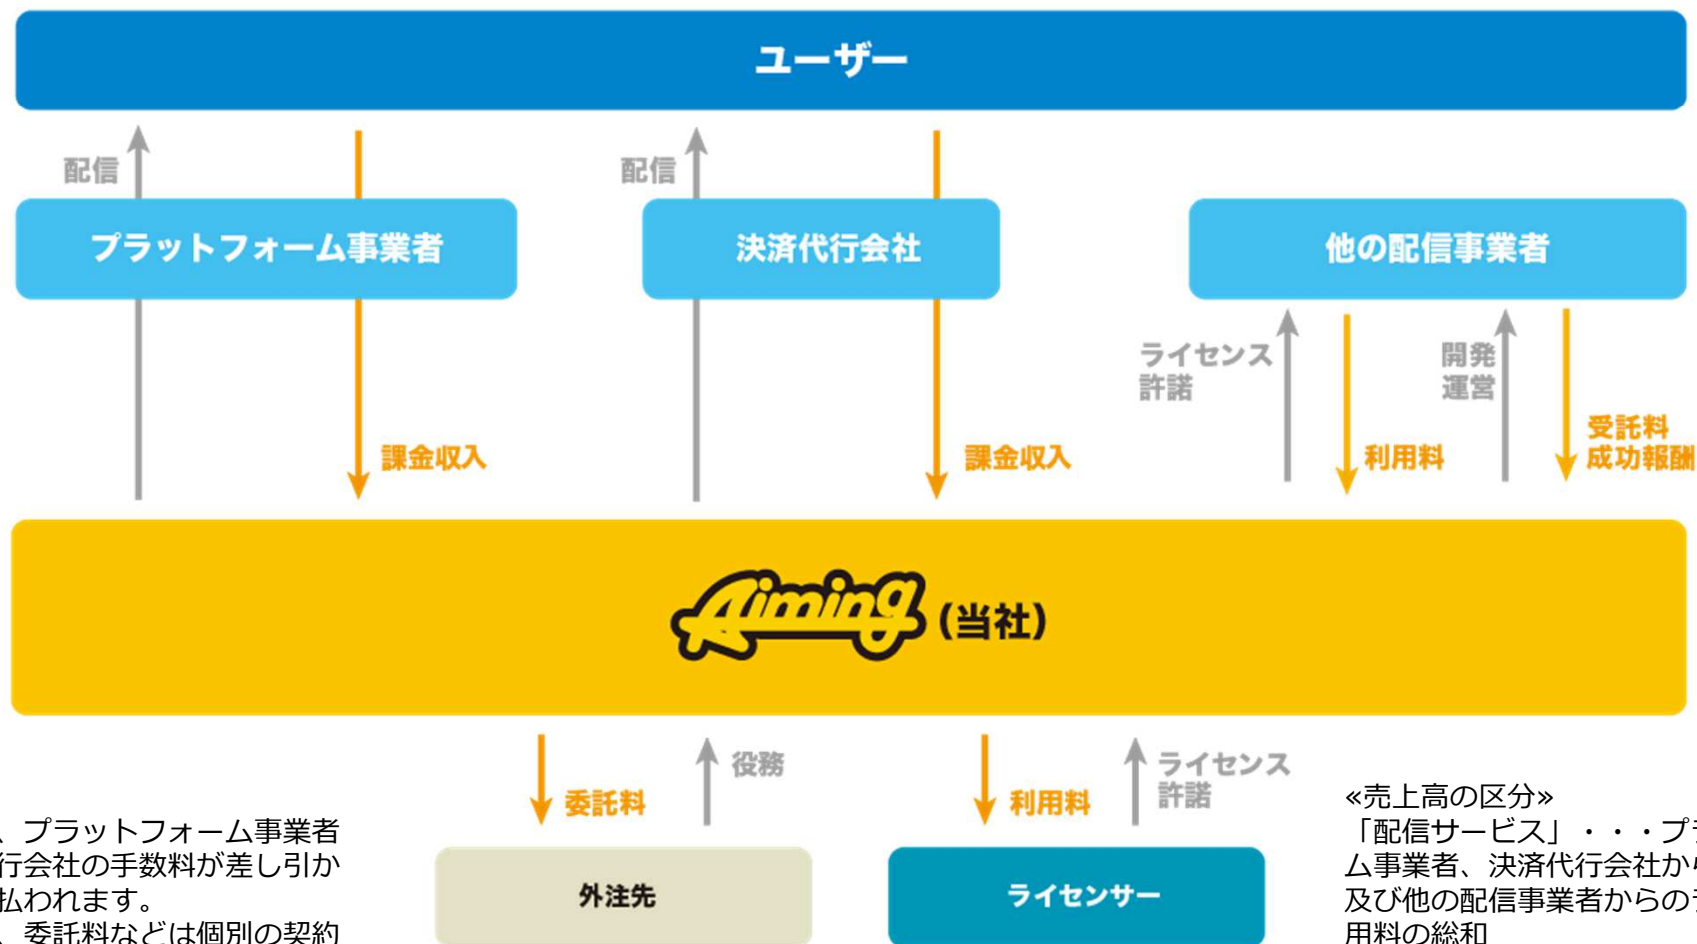 ユーザー
配信
配信
プラットフォーム事業者
決済代行会社
他の配信事業者
ライセンス
許諾
開発
運営
課金収入
課金収入
利用料
受託料
成功報酬
Aiming (当社)
委託料
役務
利用料
ライセンス
許諾
、プラットフォーム事業者
行会社の手数料が差し引か
払われます。
、委託料などは個別の契約
外注先
ライセンサー
«売上高の区分»
「配信サービス」・・・プラ
ム事業者、決済代行会社から
及び他の配信事業者からのラ
用料の総和